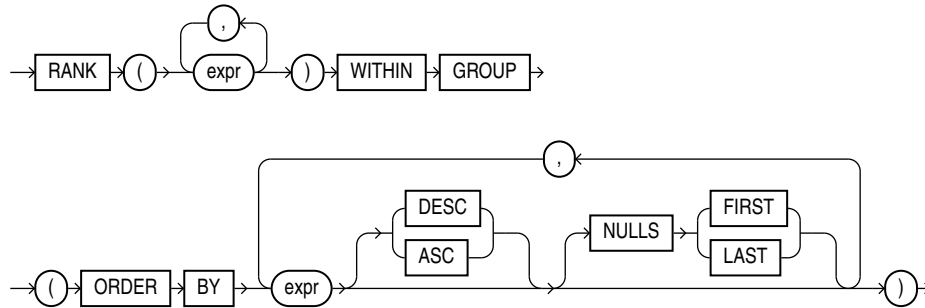 ,
RANK ( expr ) WITHIN GROUP
,
DESC FIRST
NULLS
ASC LAST
( ORDER BY expr )